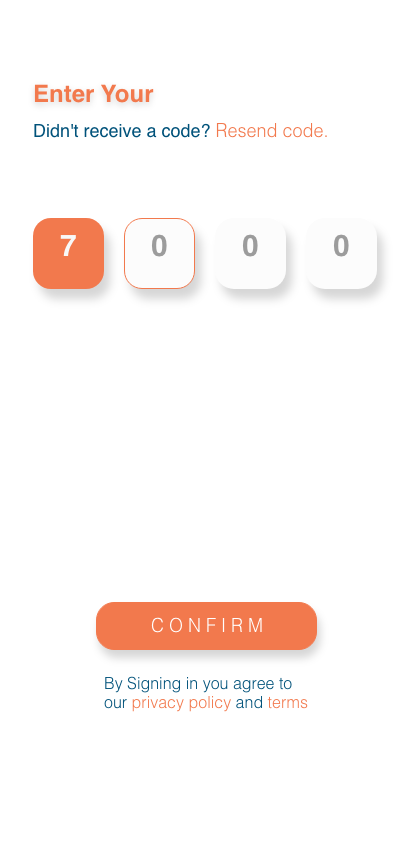 Enter Your
Didn't receive a code? Resend code.
7 0 0 0
CONFIRM
By Signing in you agree to
our privacy policy and terms